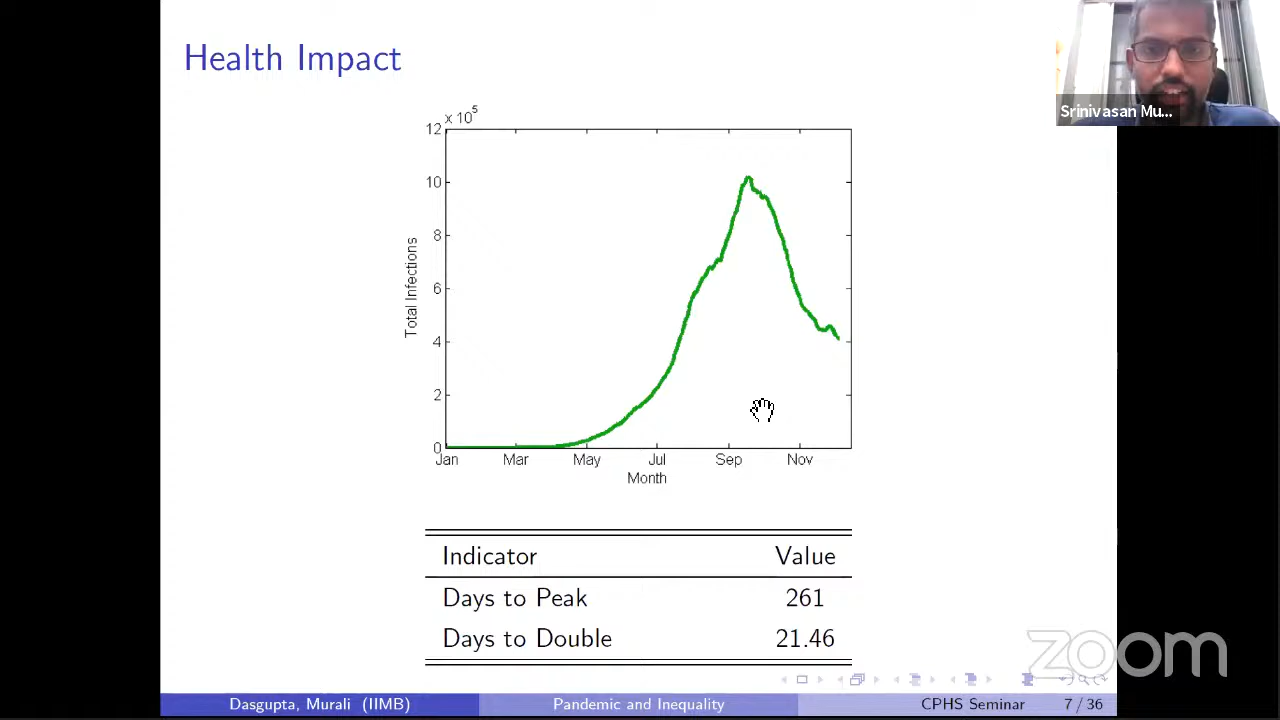 Health Impact
Srinivasan Mu...
x 10^5
12
10
8
6
4
2
0
Total Infections
Jan Mar May Jul Sep Nov
Month
Indicator Value
Days to Peak 261
Days to Double 21.46
zoom
Dasgupta, Murali (IIMB) Pandemic and Inequality CPHS Seminar 7 / 36